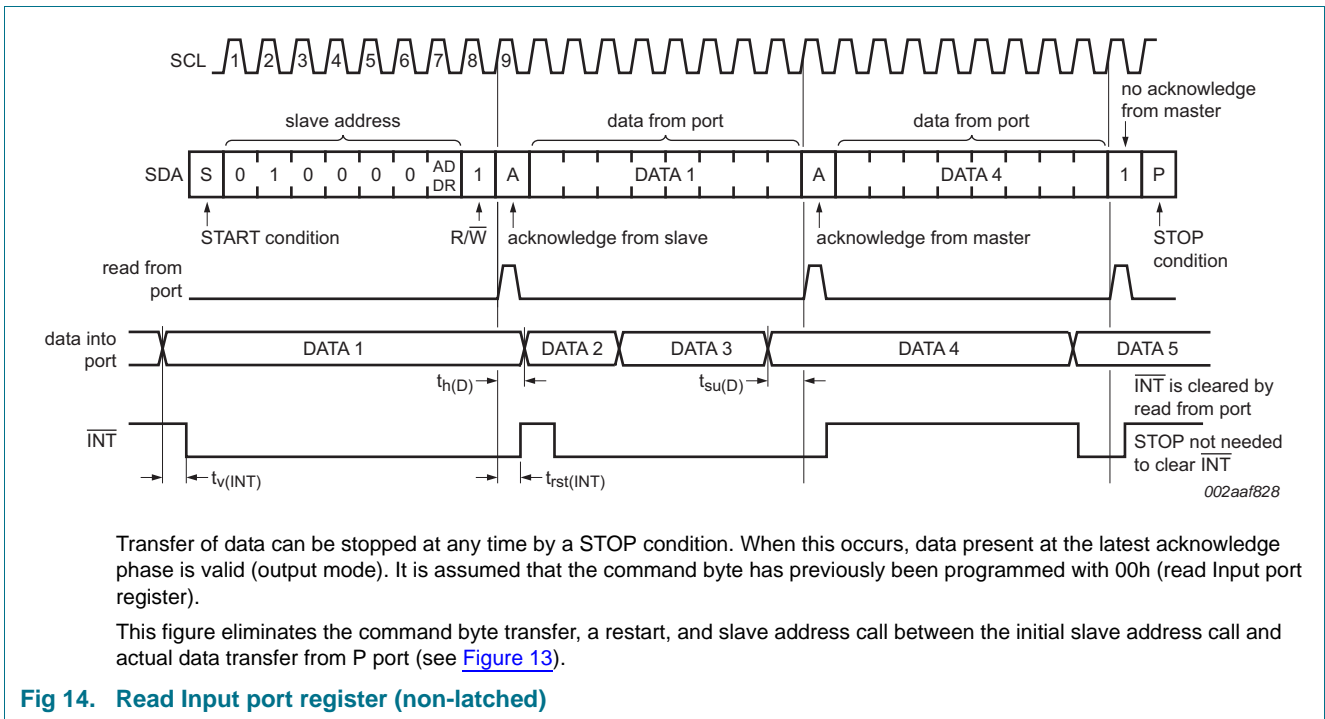 SCL 1 2 3 4 5 6 7 8 9
no acknowledge
from master
slave address data from port data from port
SDA S 0 1 0 0 0 0 AD DR 1 A DATA 1 A DATA 4 1 P
START condition R/W acknowledge from slave acknowledge from master STOP
condition
read from
port
data into
port
DATA 1 DATA 2 DATA 3 DATA 4 DATA 5
th(D) tsu(D)
INT is cleared by
read from port
INT
STOP not needed
to clear INT
tv(INT) trst(INT)
002aaf828
Transfer of data can be stopped at any time by a STOP condition. When this occurs, data present at the latest acknowledge
phase is valid (output mode). It is assumed that the command byte has previously been programmed with 00h (read Input port
register).
This figure eliminates the command byte transfer, a restart, and slave address call between the initial slave address call and
actual data transfer from P port (see Figure 13).
Fig 14. Read Input port register (non-latched)